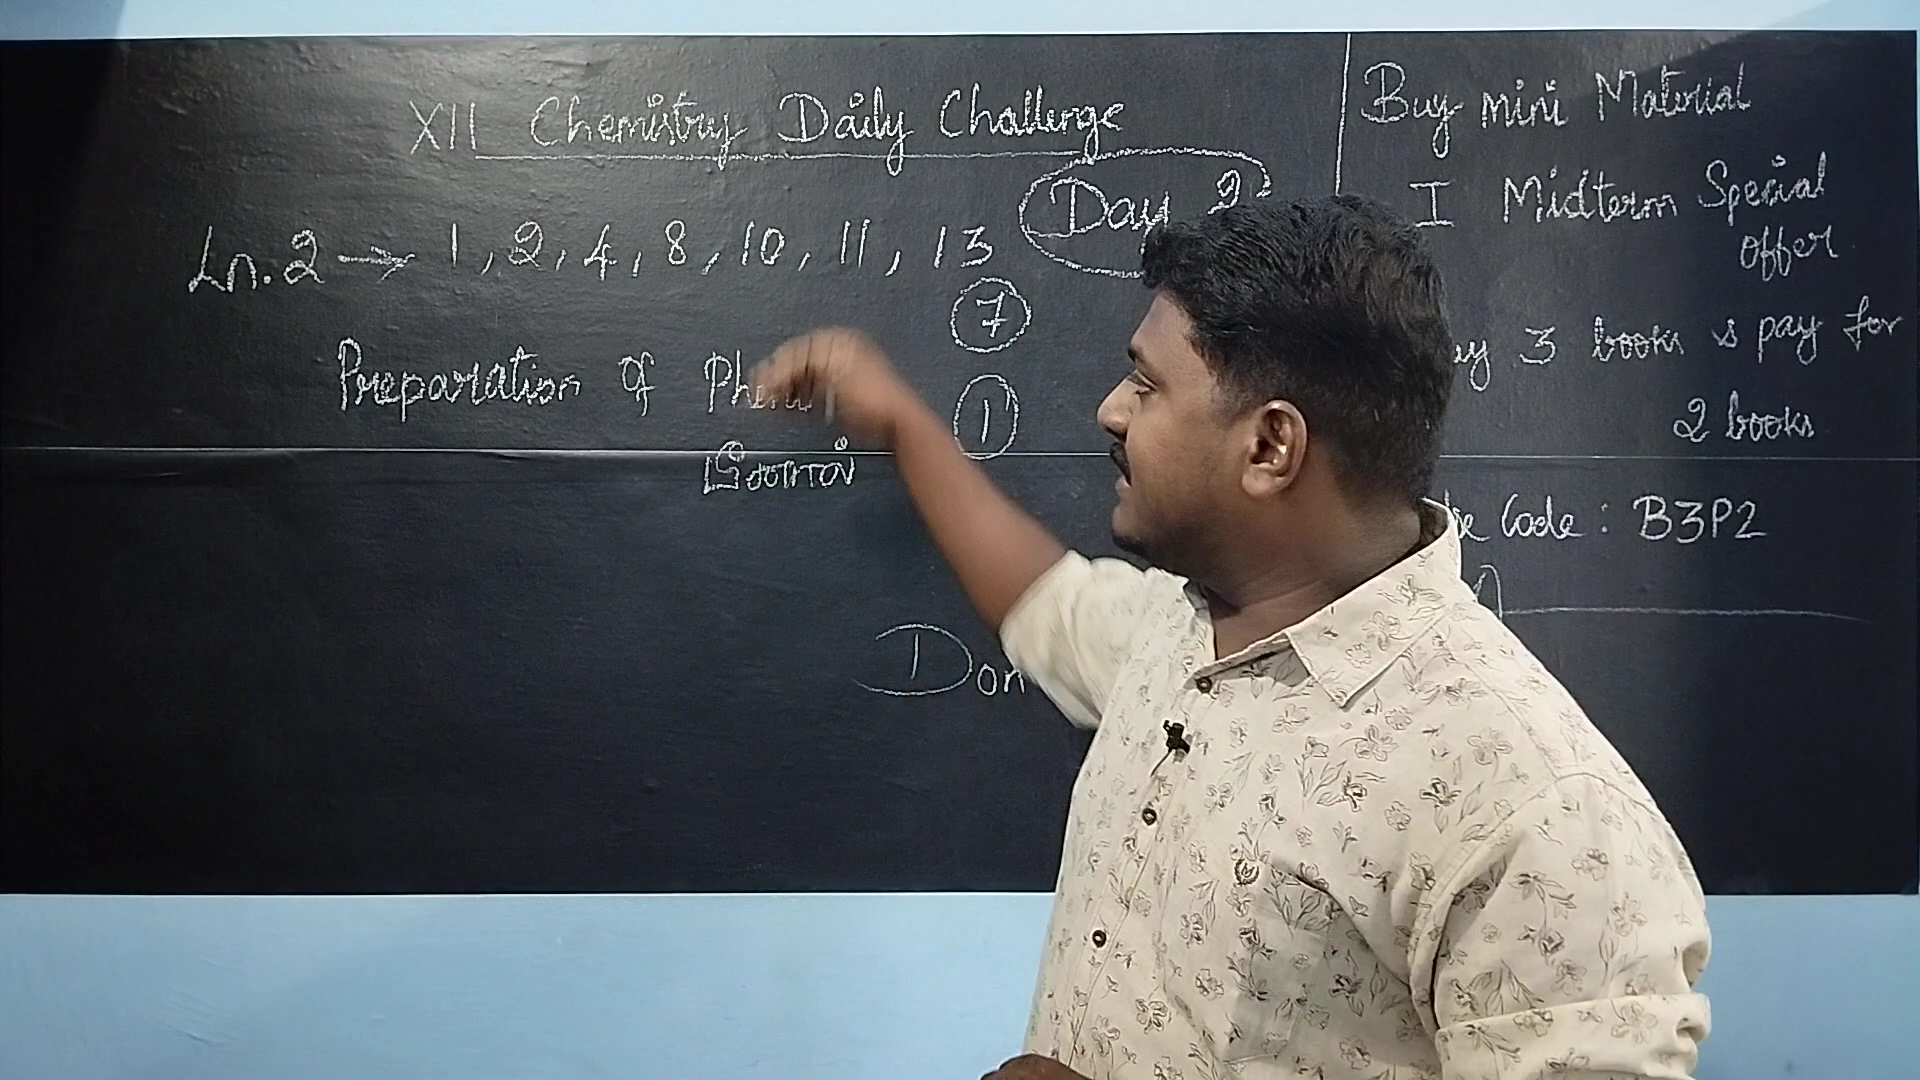 XII Chemistry Daily Challenge
Day 2
Ln.2 → 1, 2, 4, 8, 10, 11, 13
7
Preparation of
1
Buy mini Material
I Midterm Special
offer
3 books & pay for
2 books
Code : B3P2